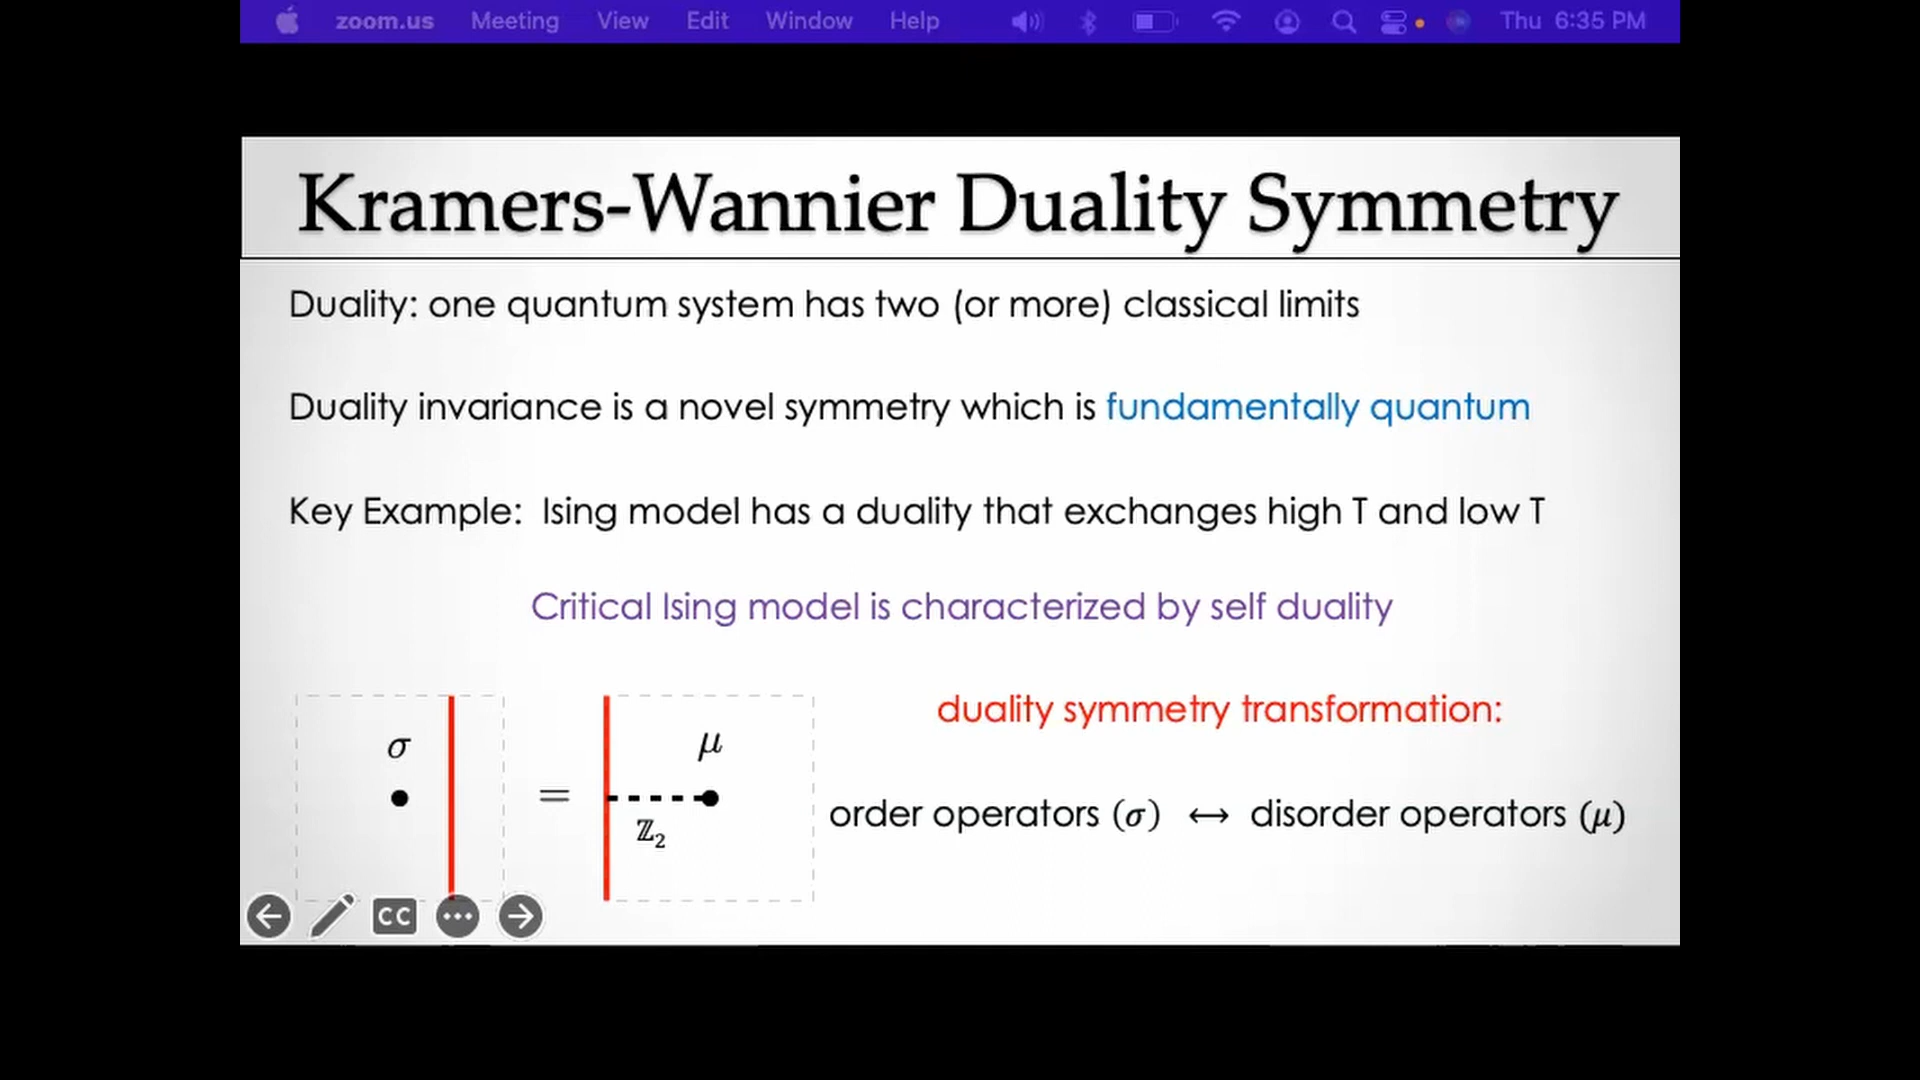 zoom.us Meeting View Edit Window Help Thu 6:35 PM
Kramers-Wannier Duality Symmetry
Duality: one quantum system has two (or more) classical limits
Duality invariance is a novel symmetry which is fundamentally quantum
Key Example: Ising model has a duality that exchanges high T and low T
Critical Ising model is characterized by self duality
duality symmetry transformation:
σ
μ
=
ℤ₂
order operators (σ) ↔ disorder operators (μ)
CC